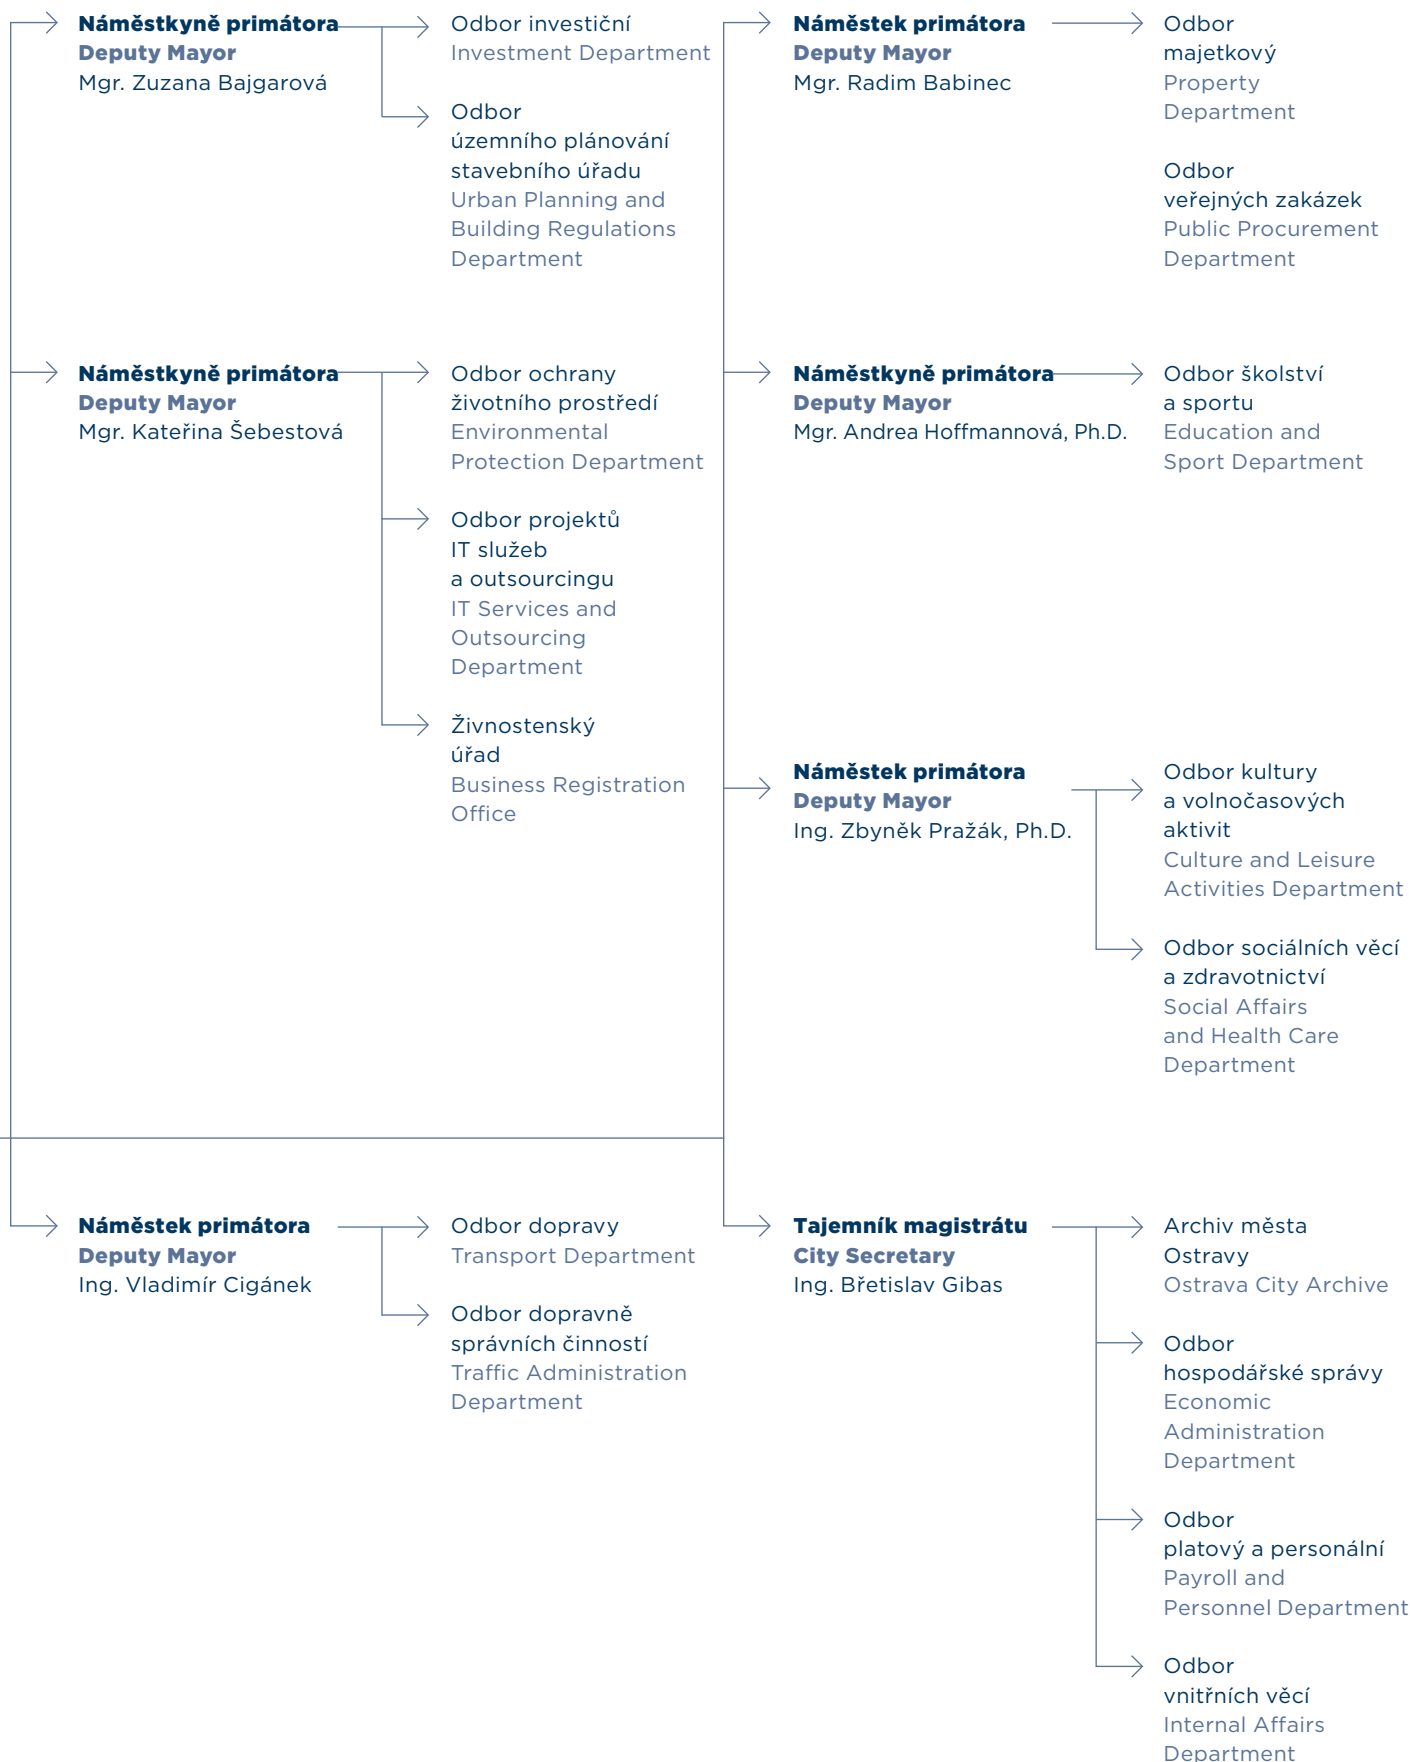 Náměstkyně primátora
Deputy Mayor
Mgr. Zuzana Bajgarová
Odbor investiční
Investment Department
Odbor
územního plánování
stavebního úřadu
Urban Planning and
Building Regulations
Department
Náměstkyně primátora
Deputy Mayor
Mgr. Kateřina Šebestová
Odbor ochrany
životního prostředí
Environmental
Protection Department
Odbor projektů
IT služeb
a outsourcingu
IT Services and
Outsourcing
Department
Živnostenský
úřad
Business Registration
Office
Náměstek primátora
Deputy Mayor
Ing. Vladimír Cigánek
Odbor dopravy
Transport Department
Odbor dopravně
správních činností
Traffic Administration
Department
Náměstek primátora
Deputy Mayor
Mgr. Radim Babinec
Odbor
majetkový
Property
Department
Odbor
veřejných zakázek
Public Procurement
Department
Náměstkyně primátora
Deputy Mayor
Mgr. Andrea Hoffmannová, Ph.D.
Odbor školství
a sportu
Education and
Sport Department
Náměstek primátora
Deputy Mayor
Ing. Zbyněk Pražák, Ph.D.
Odbor kultury
a volnočasových
aktivit
Culture and Leisure
Activities Department
Odbor sociálních věcí
a zdravotnictví
Social Affairs
and Health Care
Department
Tajemník magistrátu
City Secretary
Ing. Břetislav Gibas
Archiv města
Ostravy
Ostrava City Archive
Odbor
hospodářské správy
Economic
Administration
Department
Odbor
platový a personální
Payroll and
Personnel Department
Odbor
vnitřních věcí
Internal Affairs
Department